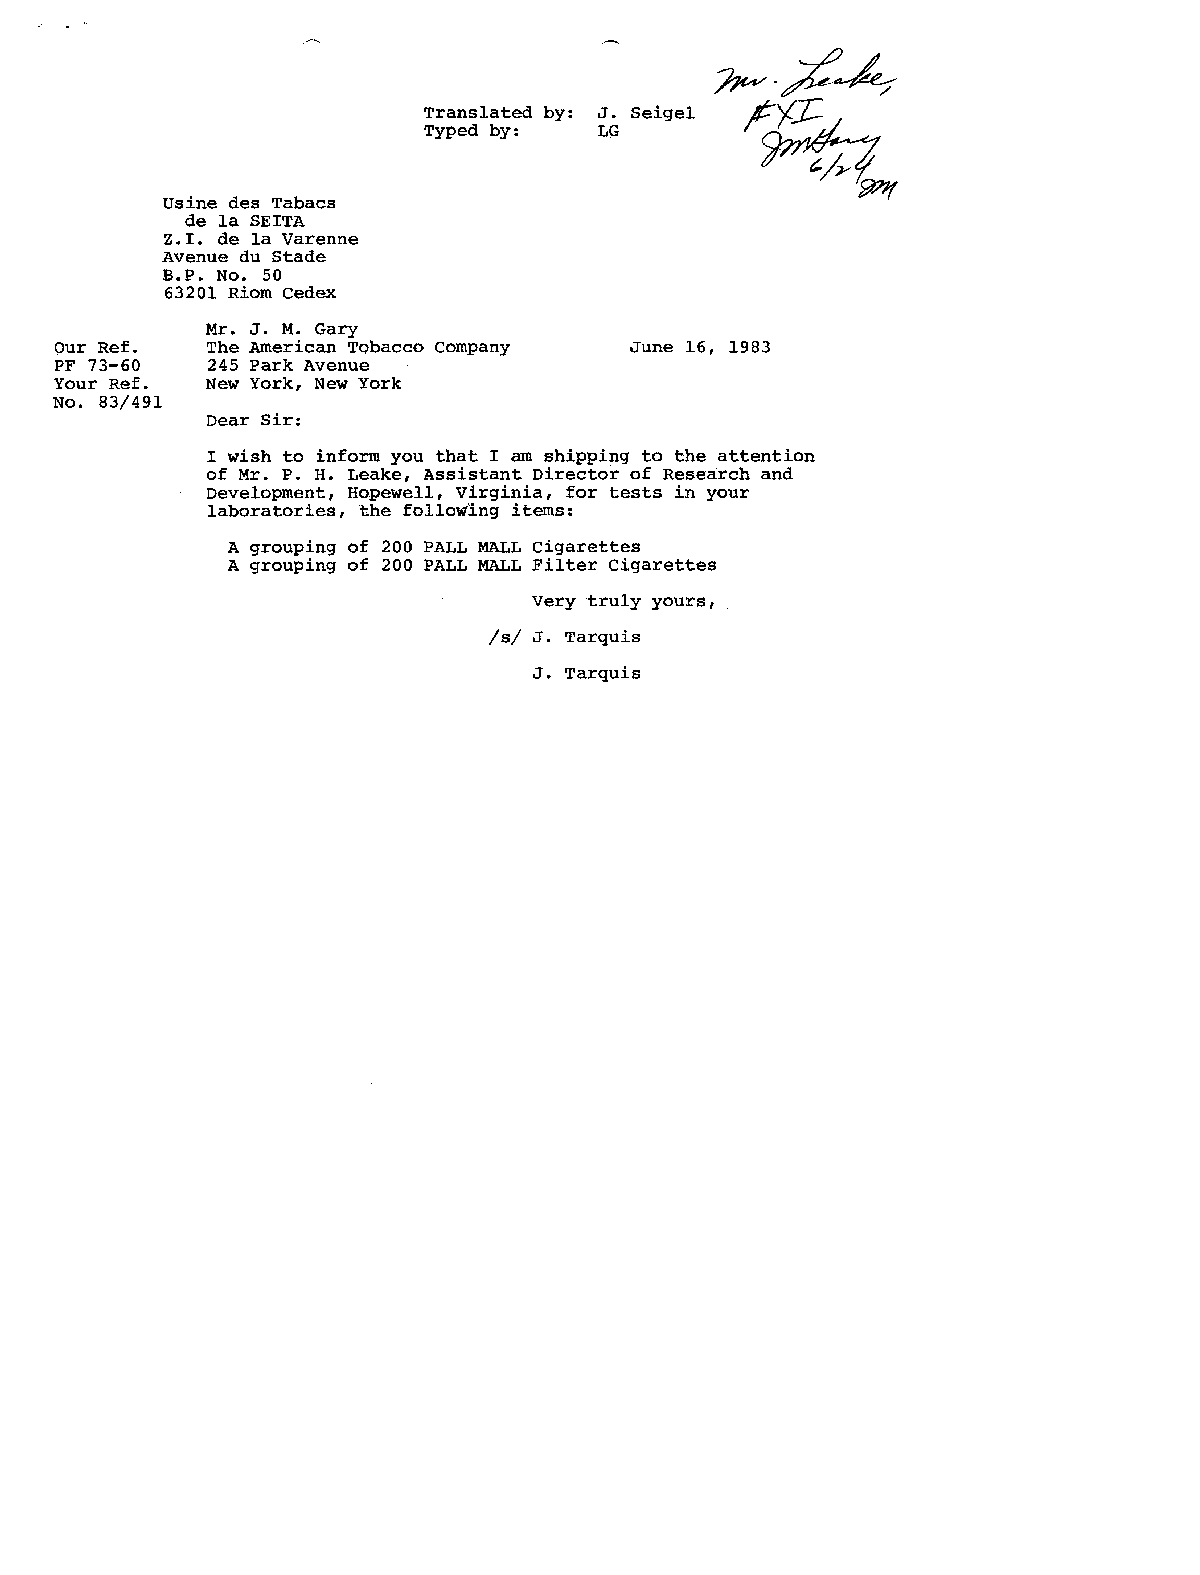 Mr. Leake,
FYI
JMGary
6/24
JM
Translated by: J. Seigel
Typed by: LG
Usine des Tabacs
de la SEITA
Z.I. de la Varenne
Avenue du Stade
B.P. No. 50
63201 Riom Cedex
Mr. J. M. Gary
Our Ref. The American Tobacco Company June 16, 1983
PF 73-60 245 Park Avenue
Your Ref. New York, New York
No. 83/491
Dear Sir:
I wish to inform you that I am shipping to the attention
of Mr. P. H. Leake, Assistant Director of Research and
Development, Hopewell, Virginia, for tests in your
laboratories, the following items:
A grouping of 200 PALL MALL Cigarettes
A grouping of 200 PALL MALL Filter Cigarettes
Very truly yours,
/s/ J. Tarquis
J. Tarquis